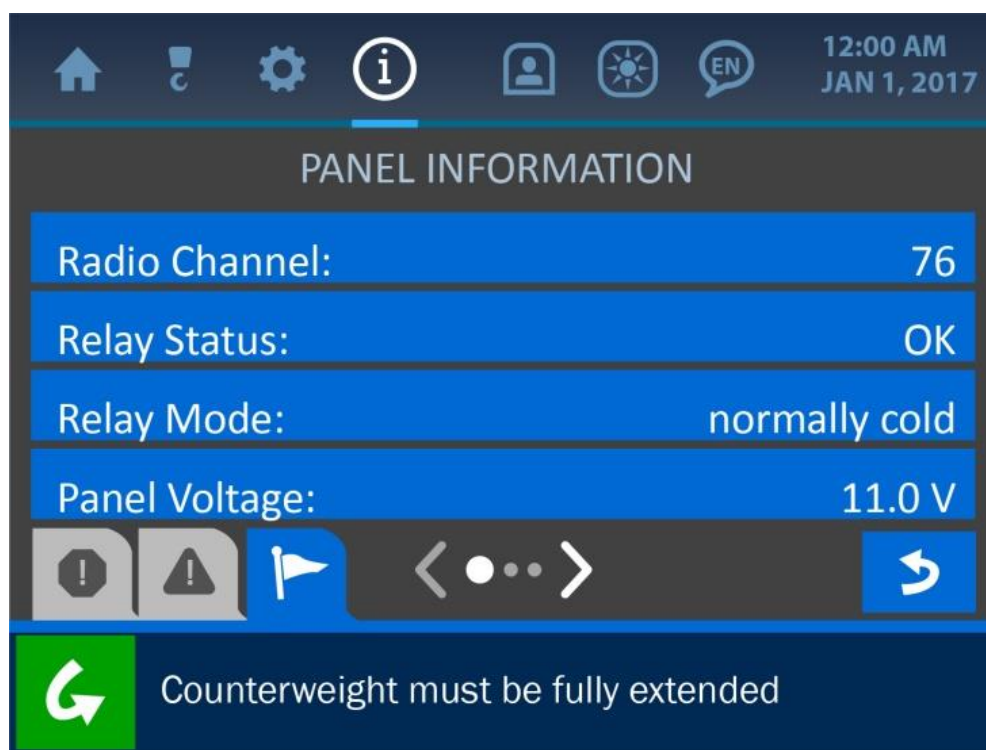 12:00 AM
EN
JAN 1, 2017
PANEL INFORMATION
Radio Channel: 76
Relay Status: OK
Relay Mode: normally cold
Panel Voltage: 11.0 V
Counterweight must be fully extended